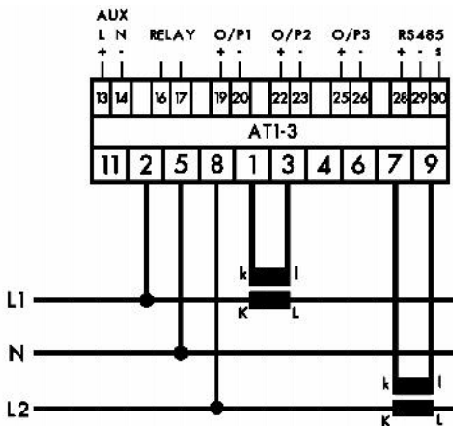 AUX
L N RELAY O/P1 O/P2 O/P3 RS485
+ - + - + - + - + - s
13 14 16 17 19 20 22 23 25 26 28 29 30
AT1-3
11 2 5 8 1 3 4 6 7 9
k l
L1
K L
N
k l
L2
K L